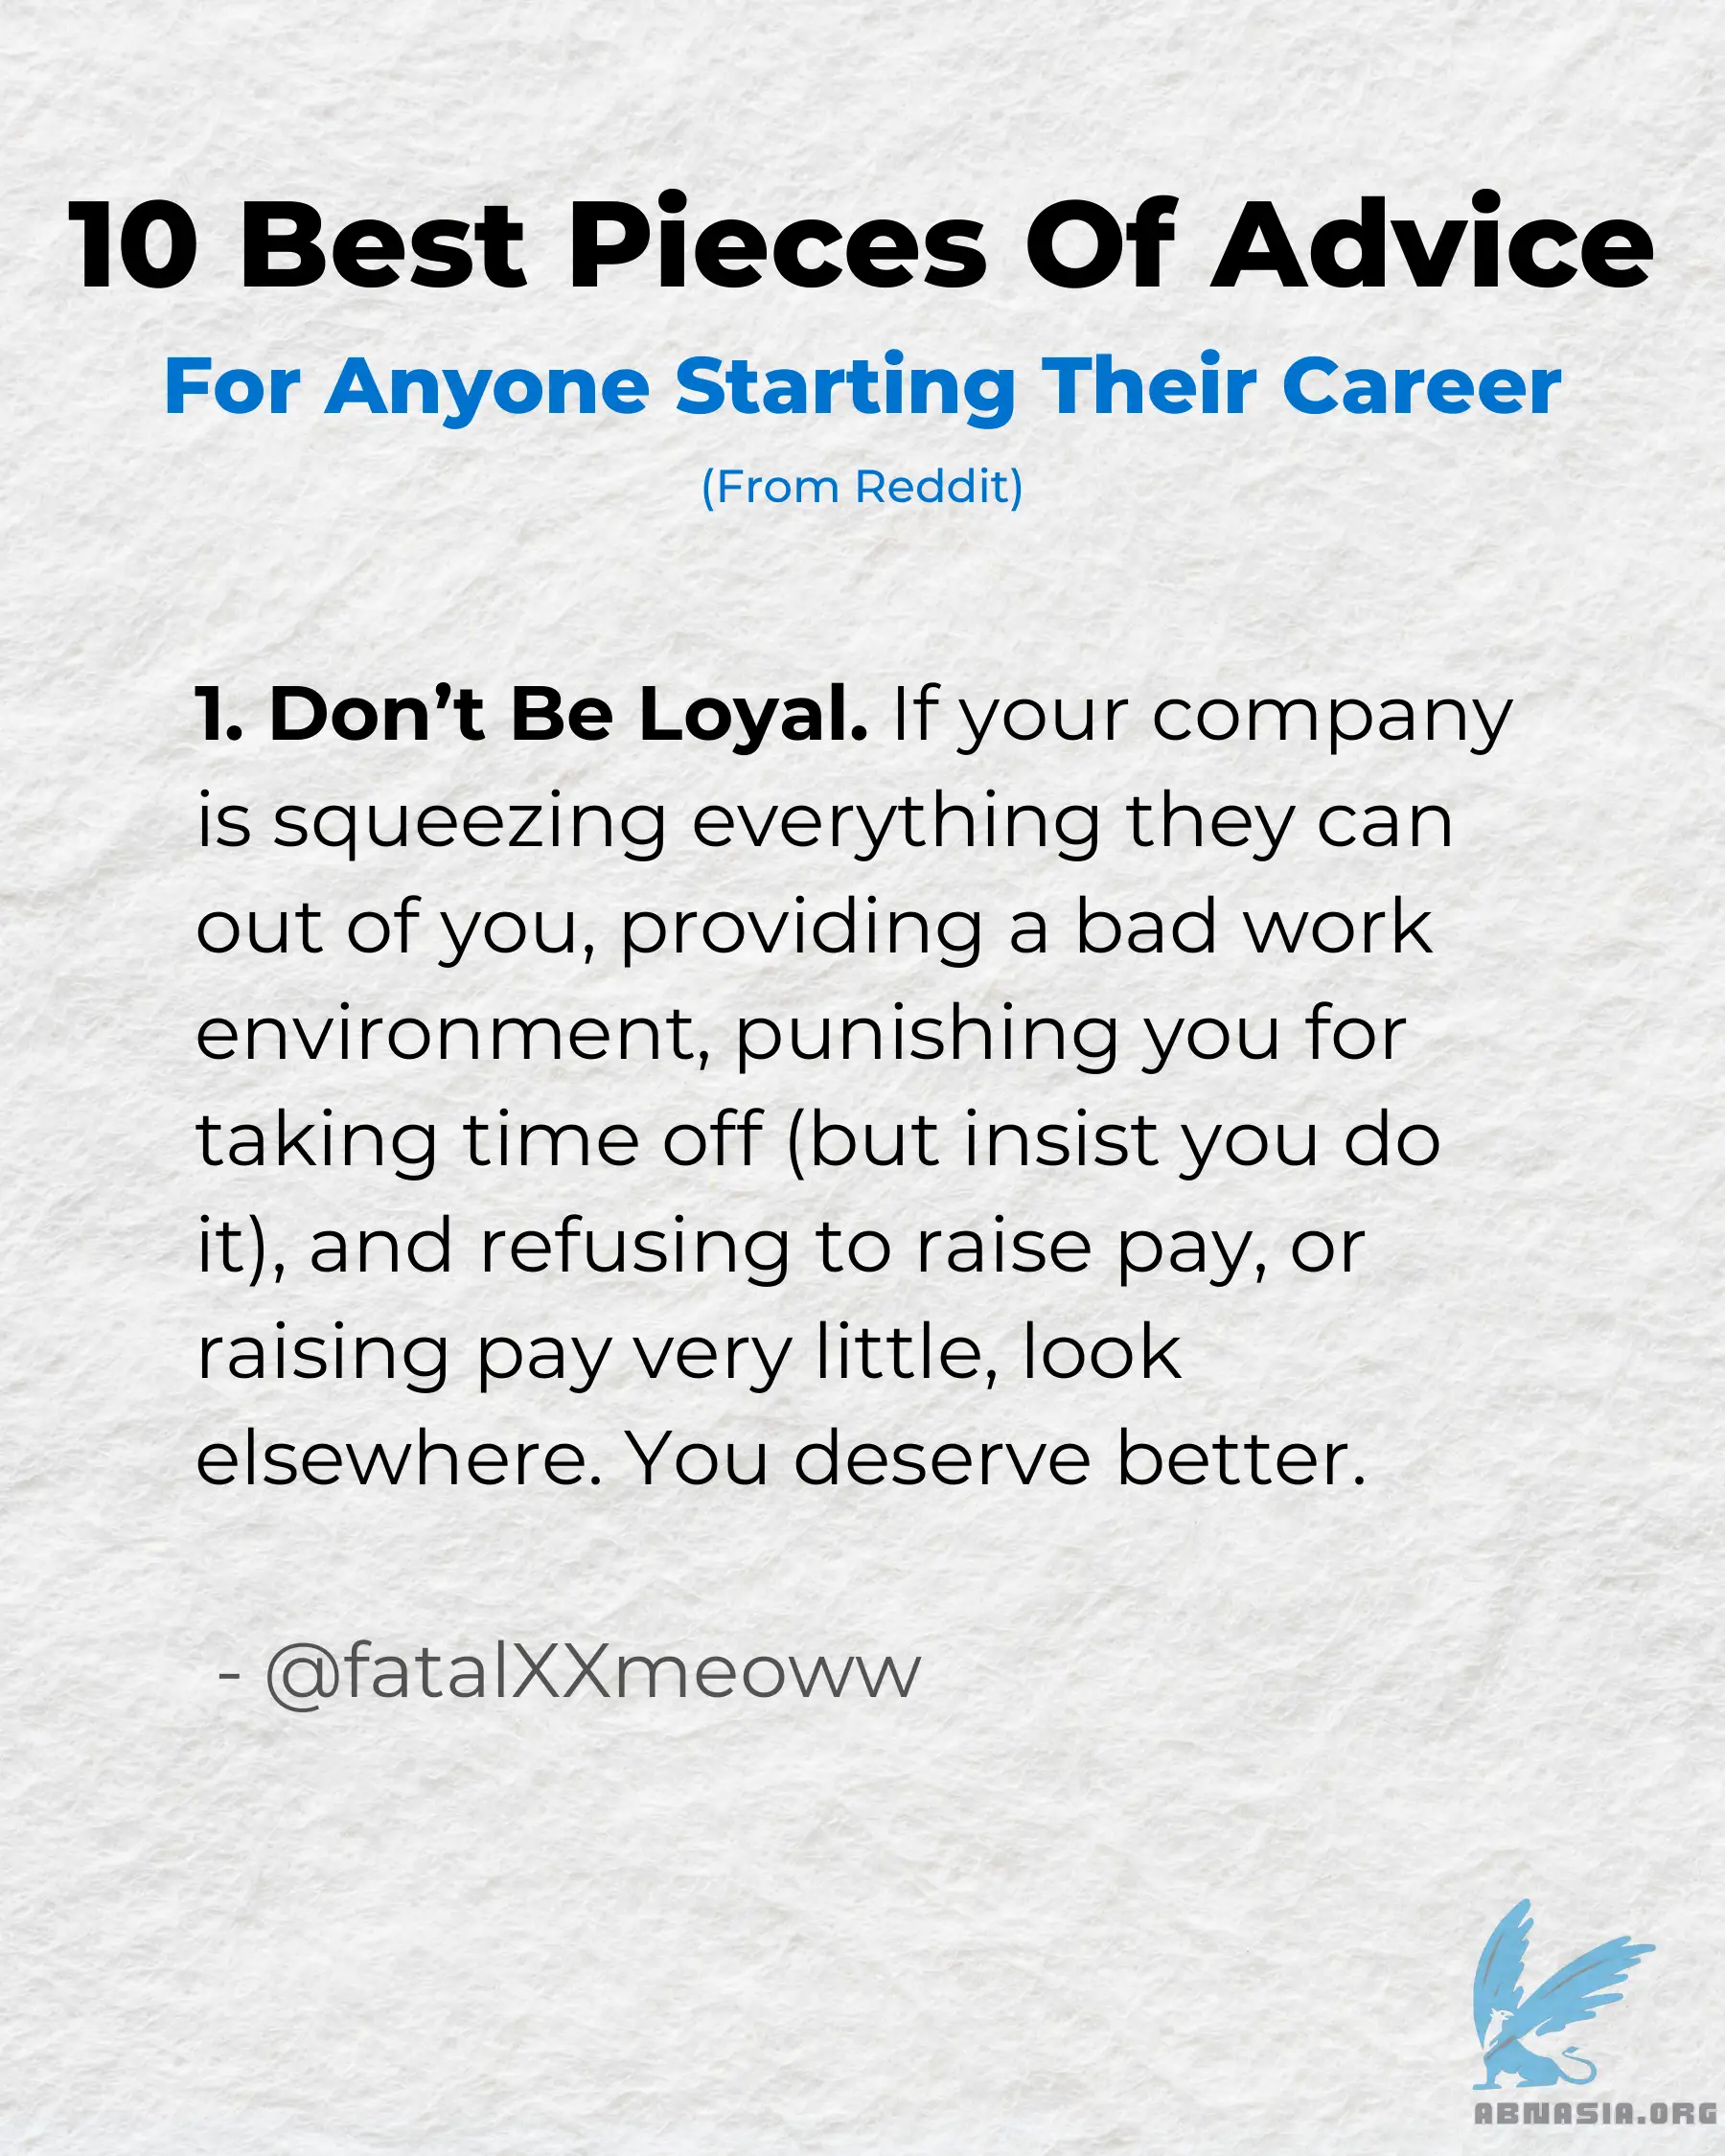 10 Best Pieces Of Advice
For Anyone Starting Their Career
(From Reddit)
1. Don’t Be Loyal. If your company
is squeezing everything they can
out of you, providing a bad work
environment, punishing you for
taking time off (but insist you do
it), and refusing to raise pay, or
raising pay very little, look
elsewhere. You deserve better.
- @fatalXXmeoww
ABNASIA.ORG